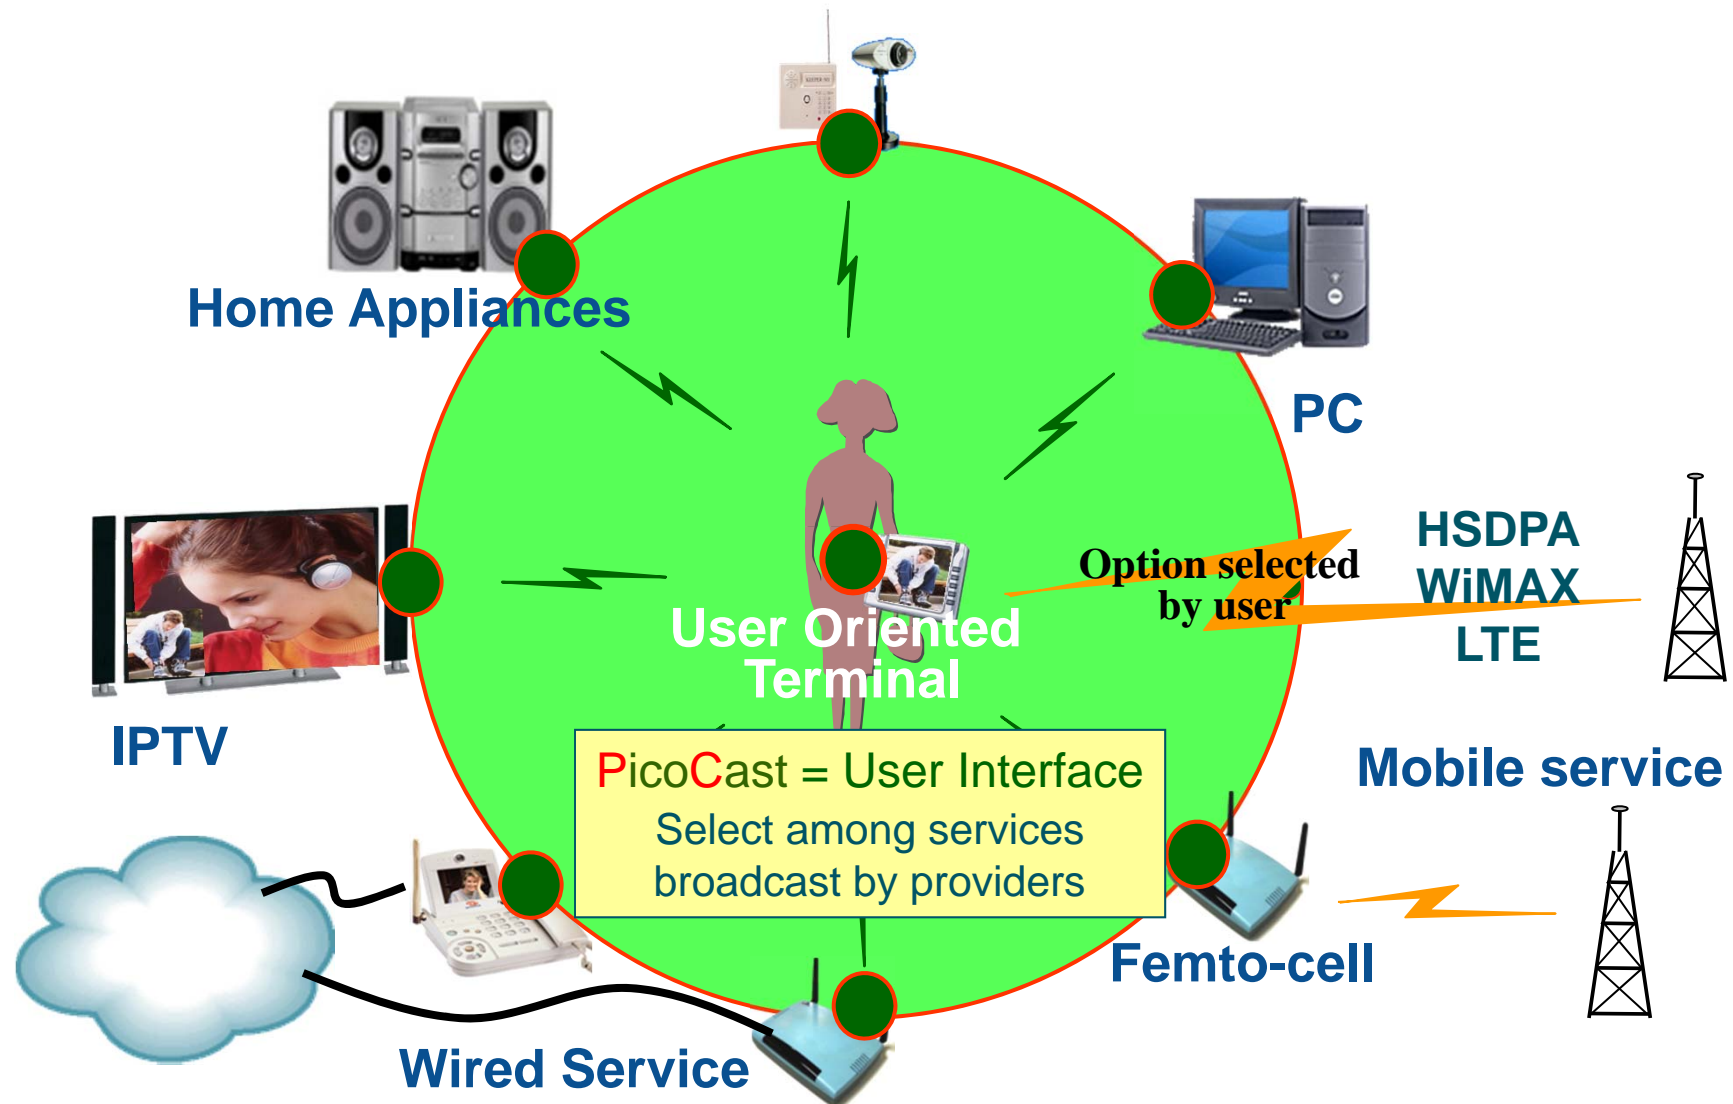 Home Appliances
PC
HSDPA
WiMAX
LTE
Option selected
by user
User Oriented
Terminal
IPTV
PicoCast = User Interface
Select among services
broadcast by providers
Mobile service
Femto-cell
Wired Service